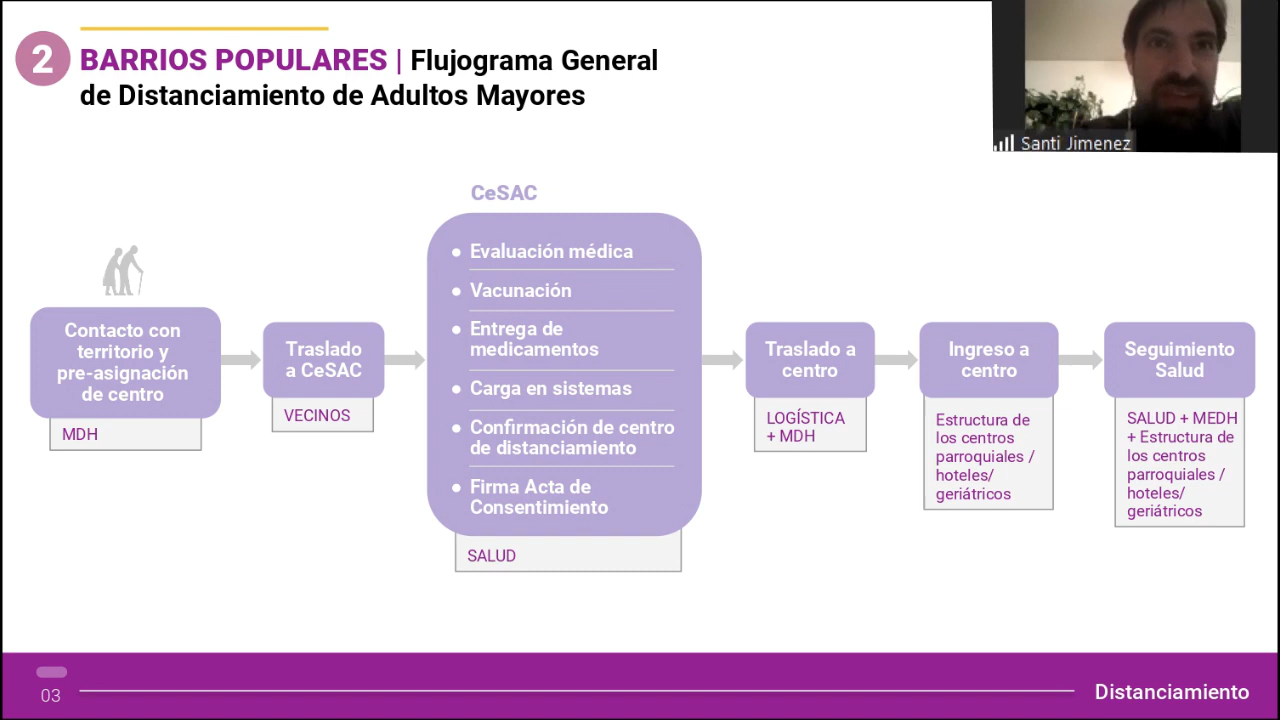 2
BARRIOS POPULARES | Flujograma General
de Distanciamiento de Adultos Mayores
Santi Jimenez
Contacto con
territorio y
pre-asignación
de centro
MDH
Traslado
a CeSAC
VECINOS
CeSAC
• Evaluación médica
• Vacunación
• Entrega de
medicamentos
• Carga en sistemas
• Confirmación de centro
de distanciamiento
• Firma Acta de
Consentimiento
SALUD
Traslado a
centro
LOGÍSTICA
+ MDH
Ingreso a
centro
Estructura de
los centros
parroquiales /
hoteles/
geriátricos
Seguimiento
Salud
SALUD + MEDH
+ Estructura de
los centros
parroquiales /
hoteles/
geriátricos
03
Distanciamiento